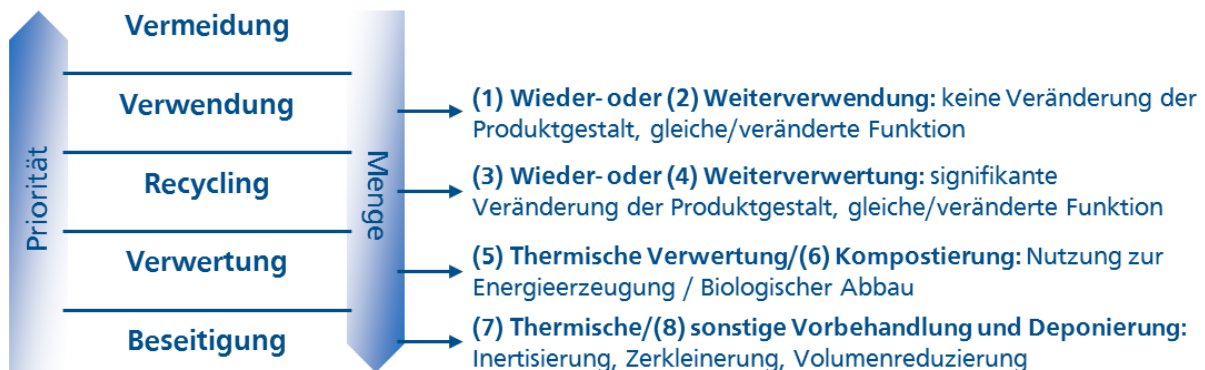 Vermeidung
Verwendung
(1) Wieder- oder (2) Weiterverwendung: keine Veränderung der
Produktgestalt, gleiche/veränderte Funktion
Priorität
Menge
Recycling
(3) Wieder- oder (4) Weiterverwertung: signifikante
Veränderung der Produktgestalt, gleiche/veränderte Funktion
Verwertung
(5) Thermische Verwertung/(6) Kompostierung: Nutzung zur
Energieerzeugung / Biologischer Abbau
Beseitigung
(7) Thermische/(8) sonstige Vorbehandlung und Deponierung:
Inertisierung, Zerkleinerung, Volumenreduzierung